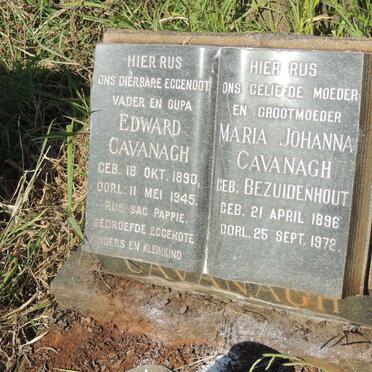 HIER RUS
ONS DIERBARE EGGENOOT
VADER EN OUPA
EDWARD
CAVANAGH
GEB. 18 OKT. 1890,
OORL. 11 MEI 1945.
RUS SAG PAPPIE.
BEDROEFDE EGGENOTE
KINDERS EN KLEINKIND
HIER RUS
ONS GELIEFDE MOEDER
EN GROOTMOEDER
MARIA JOHANNA
CAVANAGH
GEB. BEZUIDENHOUT
GEB. 21 APRIL 1896
OORL. 25 SEPT. 1972.
CAVANAGH